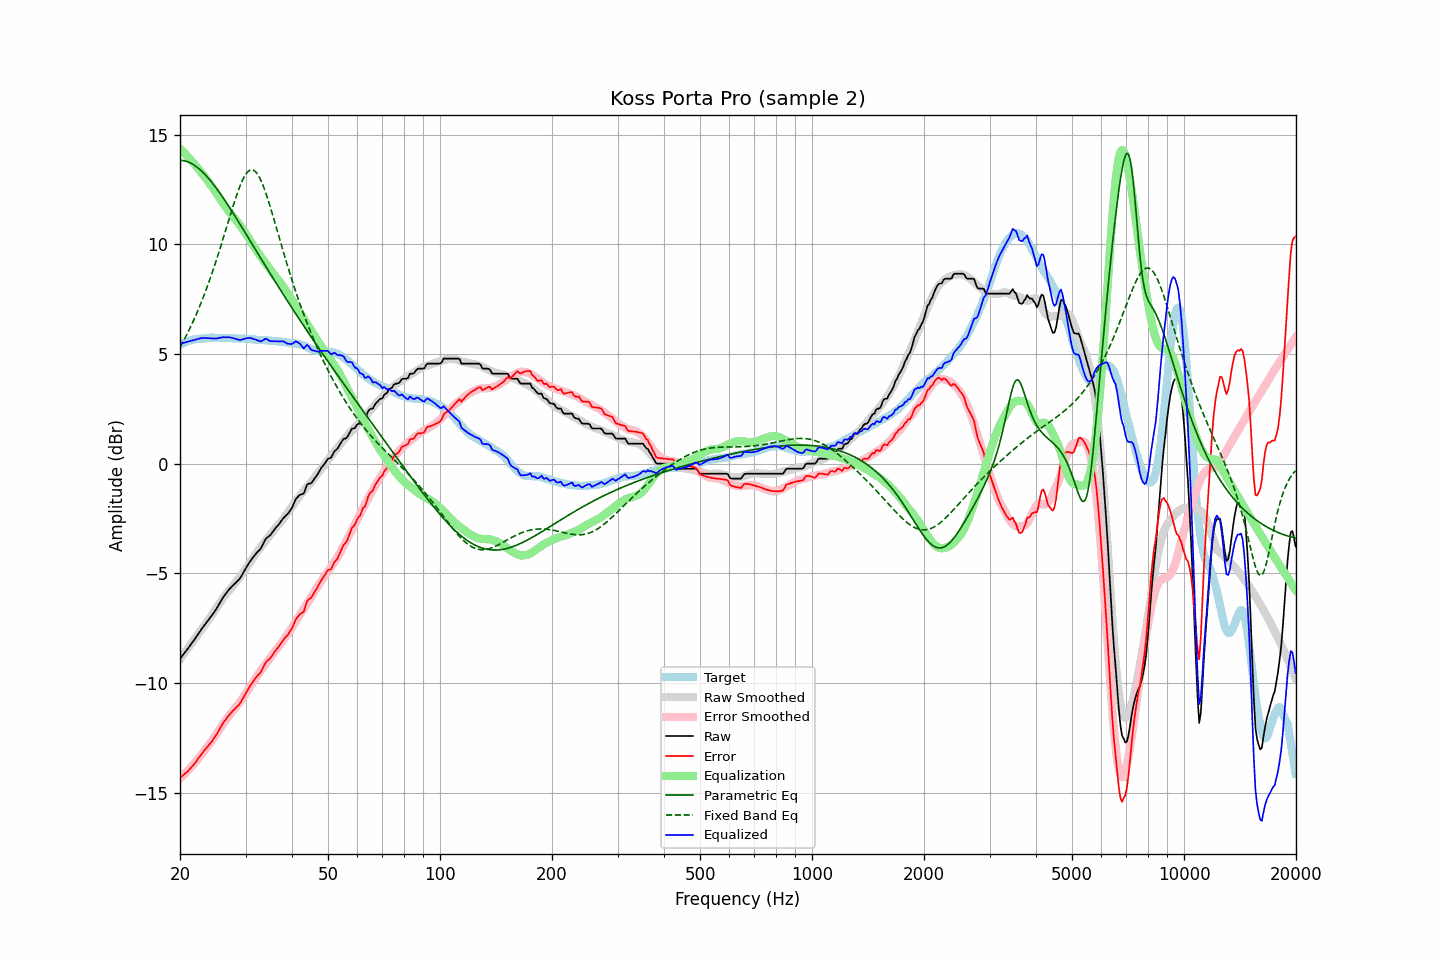 Koss Porta Pro (sample 2)
15
10
5
0
−5
−10
−15
Amplitude (dBr)
Target
Raw Smoothed
Error Smoothed
Raw
Error
Equalization
Parametric Eq
Fixed Band Eq
Equalized
20 50 100 200 500 1000 2000 5000 10000 20000
Frequency (Hz)